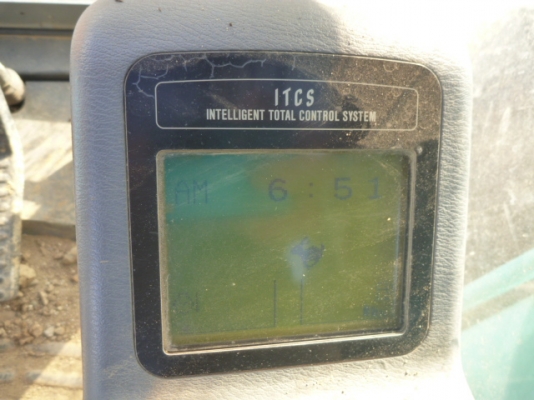 ITCS
INTELLIGENT TOTAL CONTROL SYSTEM
AM 6:51